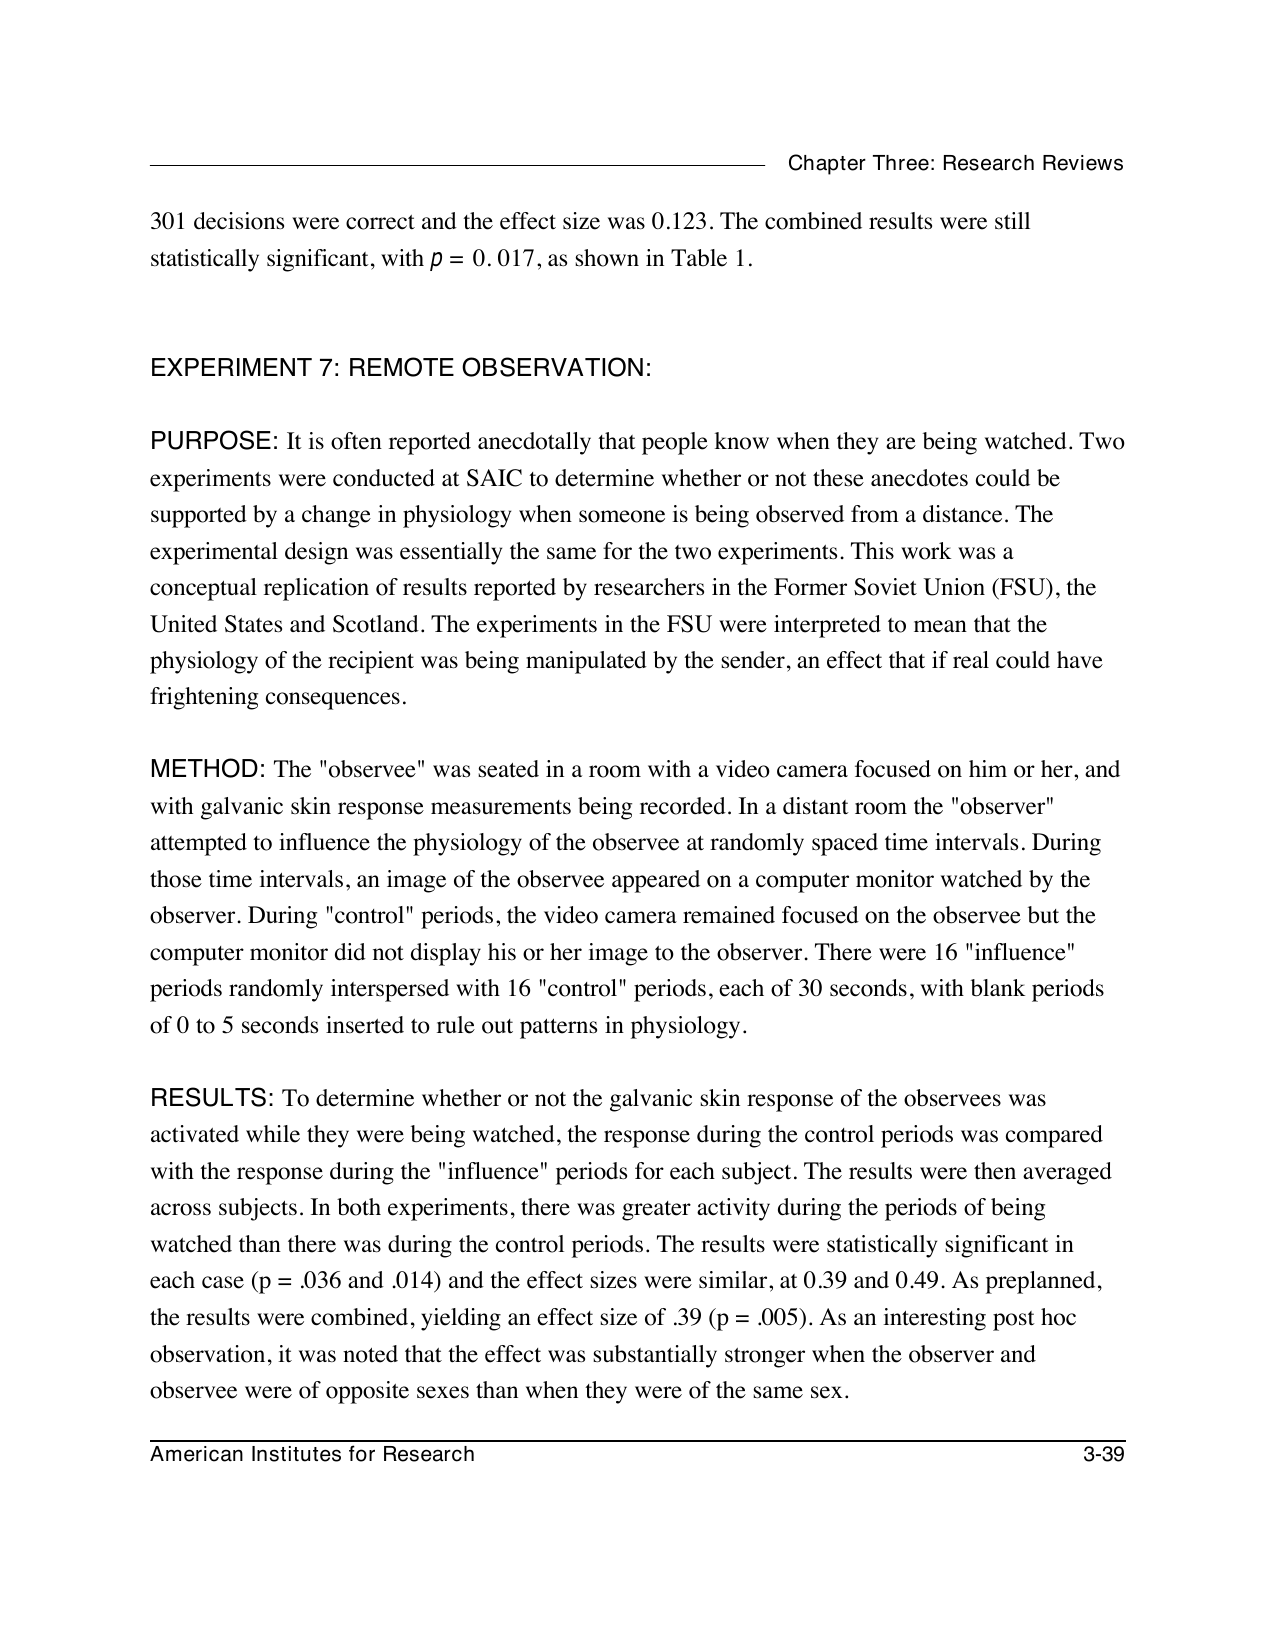 Chapter Three: Research Reviews
301 decisions were correct and the effect size was 0.123. The combined results were still
statistically significant, with p = 0. 017, as shown in Table 1.
EXPERIMENT 7: REMOTE OBSERVATION:
PURPOSE: It is often reported anecdotally that people know when they are being watched. Two
experiments were conducted at SAIC to determine whether or not these anecdotes could be
supported by a change in physiology when someone is being observed from a distance. The
experimental design was essentially the same for the two experiments. This work was a
conceptual replication of results reported by researchers in the Former Soviet Union (FSU), the
United States and Scotland. The experiments in the FSU were interpreted to mean that the
physiology of the recipient was being manipulated by the sender, an effect that if real could have
frightening consequences.
METHOD: The "observee" was seated in a room with a video camera focused on him or her, and
with galvanic skin response measurements being recorded. In a distant room the "observer"
attempted to influence the physiology of the observee at randomly spaced time intervals. During
those time intervals, an image of the observee appeared on a computer monitor watched by the
observer. During "control" periods, the video camera remained focused on the observee but the
computer monitor did not display his or her image to the observer. There were 16 "influence"
periods randomly interspersed with 16 "control" periods, each of 30 seconds, with blank periods
of 0 to 5 seconds inserted to rule out patterns in physiology.
RESULTS: To determine whether or not the galvanic skin response of the observees was
activated while they were being watched, the response during the control periods was compared
with the response during the "influence" periods for each subject. The results were then averaged
across subjects. In both experiments, there was greater activity during the periods of being
watched than there was during the control periods. The results were statistically significant in
each case (p = .036 and .014) and the effect sizes were similar, at 0.39 and 0.49. As preplanned,
the results were combined, yielding an effect size of .39 (p = .005). As an interesting post hoc
observation, it was noted that the effect was substantially stronger when the observer and
observee were of opposite sexes than when they were of the same sex.
American Institutes for Research
3-39